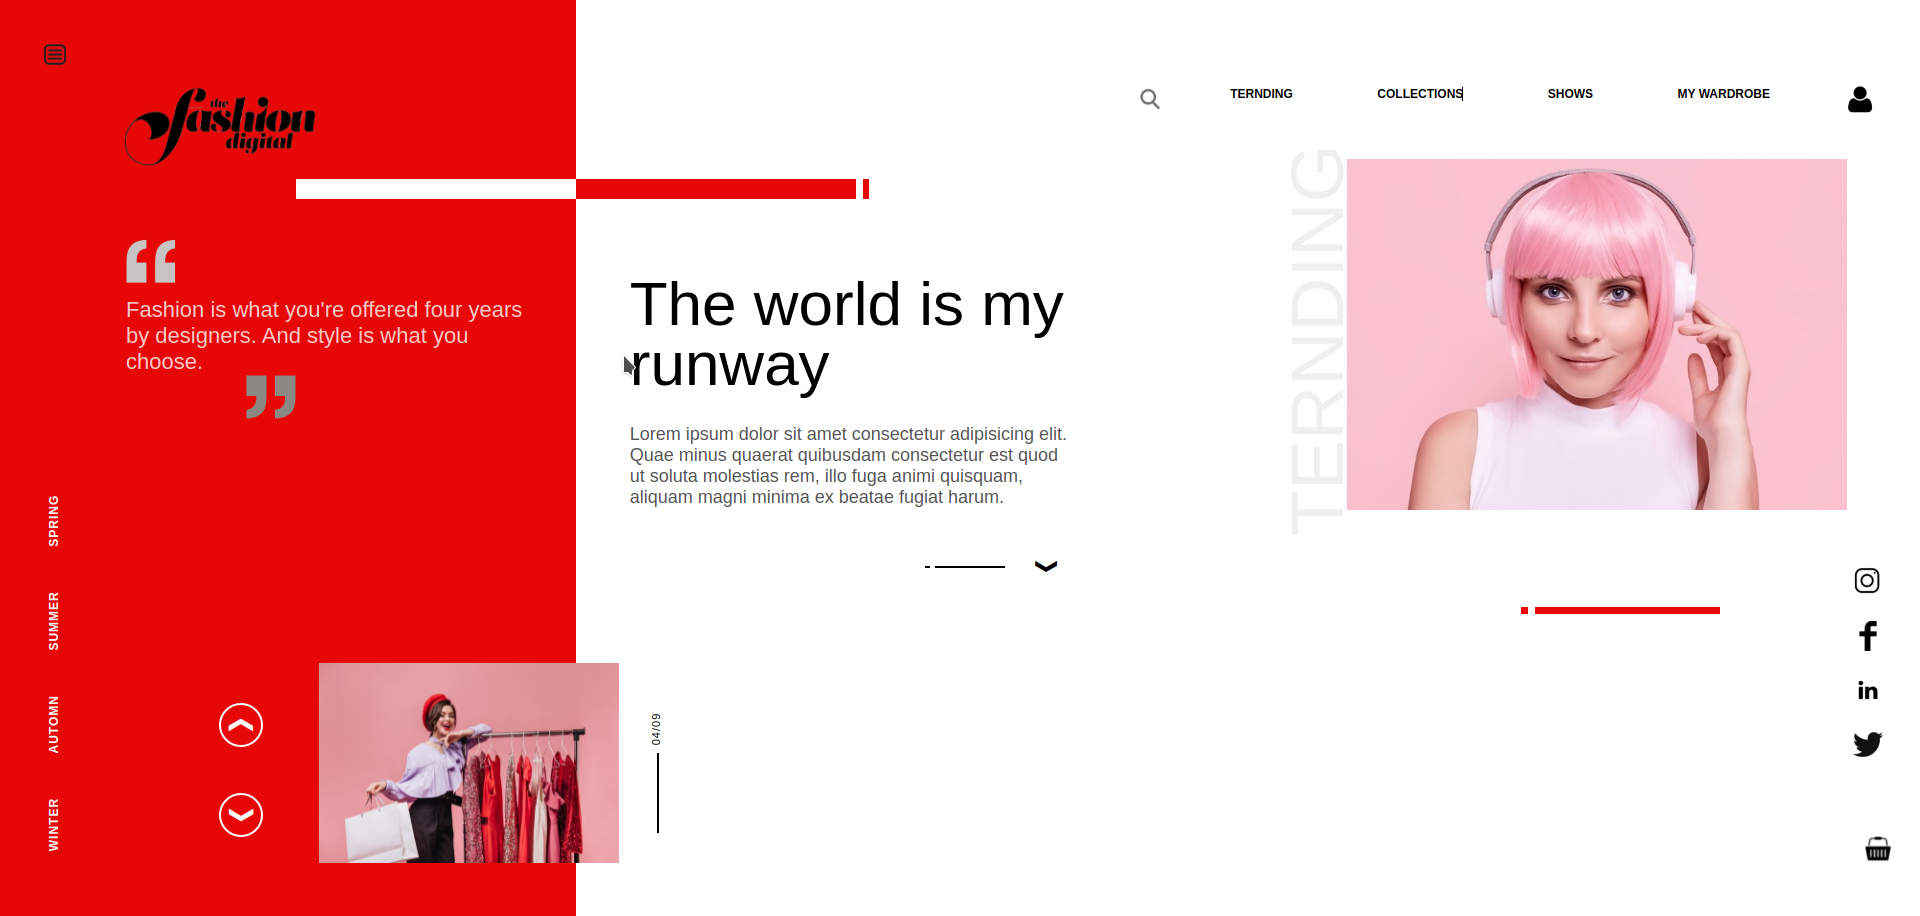 the
fashion
digital
TERNDING
COLLECTIONS
SHOWS
MY WARDROBE
Fashion is what you're offered four years
by designers. And style is what you
choose.
The world is my
runway
Lorem ipsum dolor sit amet consectetur adipisicing elit.
Quae minus quaerat quibusdam consectetur est quod
ut soluta molestias rem, illo fuga animi quisquam,
aliquam magni minima ex beatae fugiat harum.
TERNDING
SPRING
SUMMER
AUTOMN
WINTER
04/09